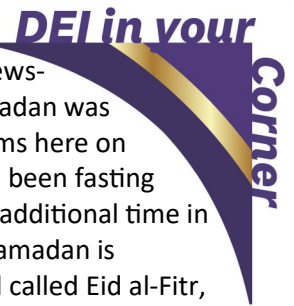 DEI in your
Corner
ews-
adan was
ms here on
been fasting
additional time in
amadan is
called Eid al-Fitr,